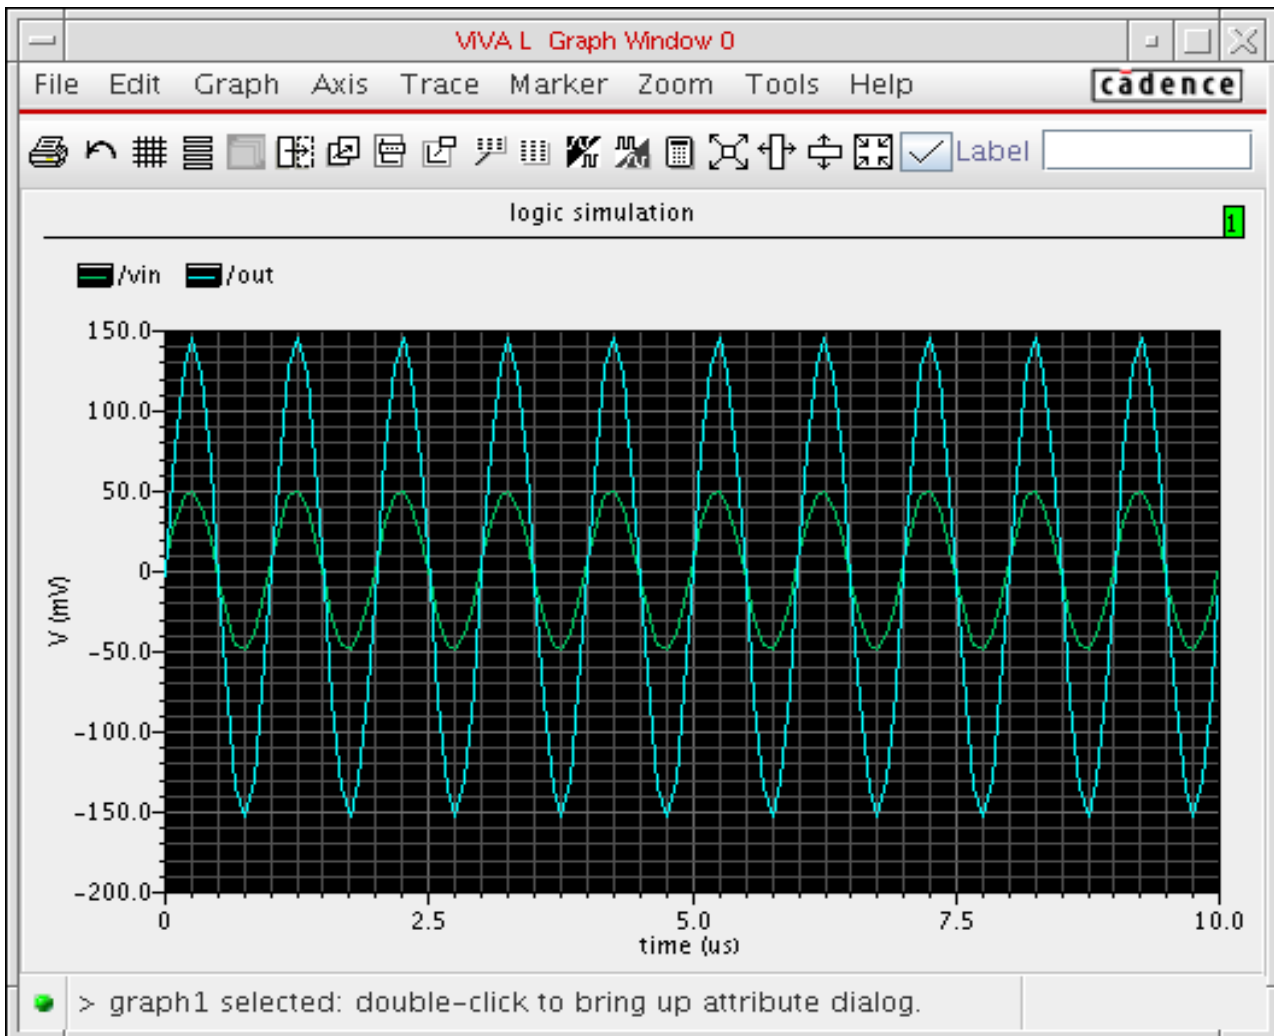 ViVA L Graph Window 0
File Edit Graph Axis Trace Marker Zoom Tools Help cādence
Label
logic simulation
1
/vin /out
150.0
100.0
50.0
0
-50.0
-100.0
-150.0
-200.0
V (mV)
0 2.5 5.0 7.5 10.0
time (us)
> graph1 selected: double-click to bring up attribute dialog.